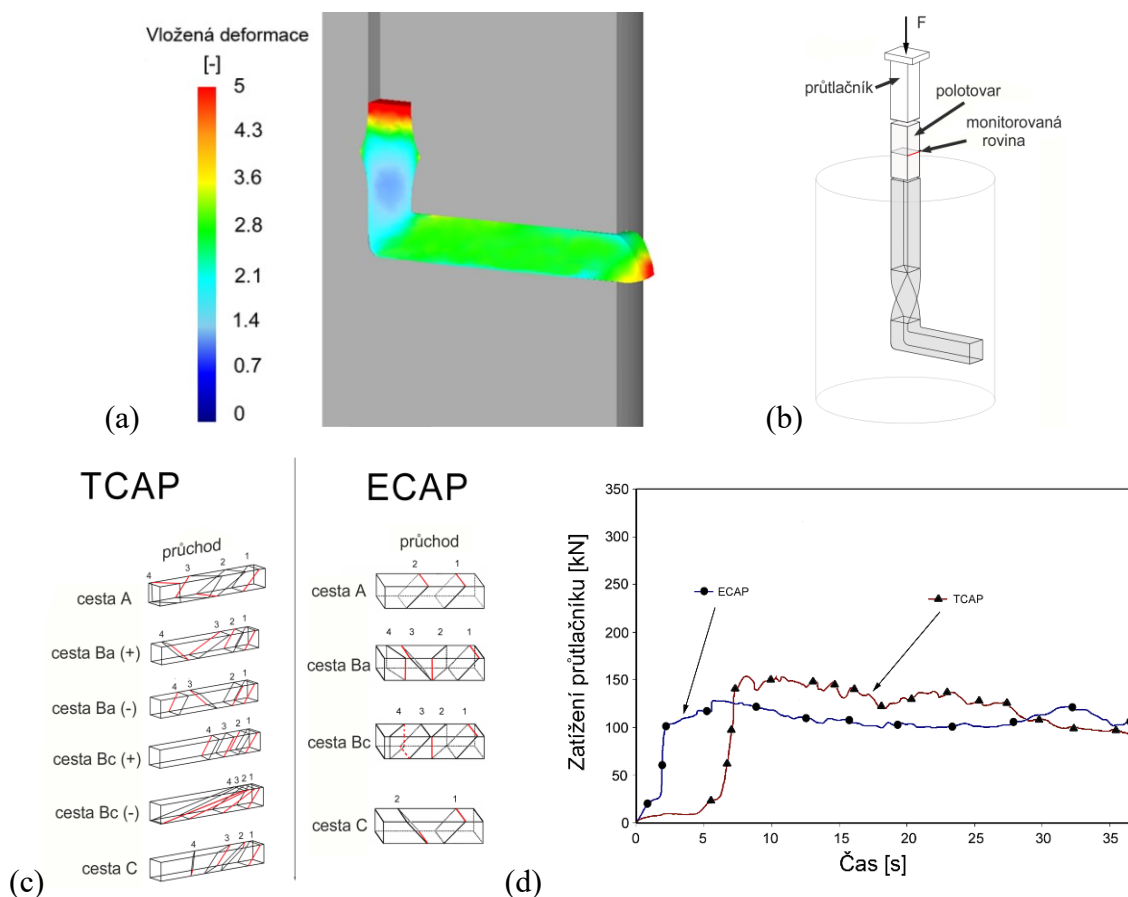 Vložená deformace
[-]
5
4.3
3.6
2.8
2.1
1.4
0.7
0
(a)
F
průtlačník
polotovar
monitorovaná
rovina
(b)
TCAP
průchod
4 3 2 1
cesta A
4 3 2 1
cesta Ba (+)
4 3 2 1
cesta Ba (-)
4 3 2 1
cesta Bc (+)
4 3 2 1
cesta Bc (-)
4 3 2 1
cesta C
(c)
ECAP
průchod
2 1
cesta A
4 3 2 1
cesta Ba
4 3 2 1
cesta Bc
2 1
cesta C
Zatížení průtlačníku [kN]
350
300
250
200
150
100
50
0
ECAP
TCAP
0 5 10 15 20 25 30 35
Čas [s]
(d)